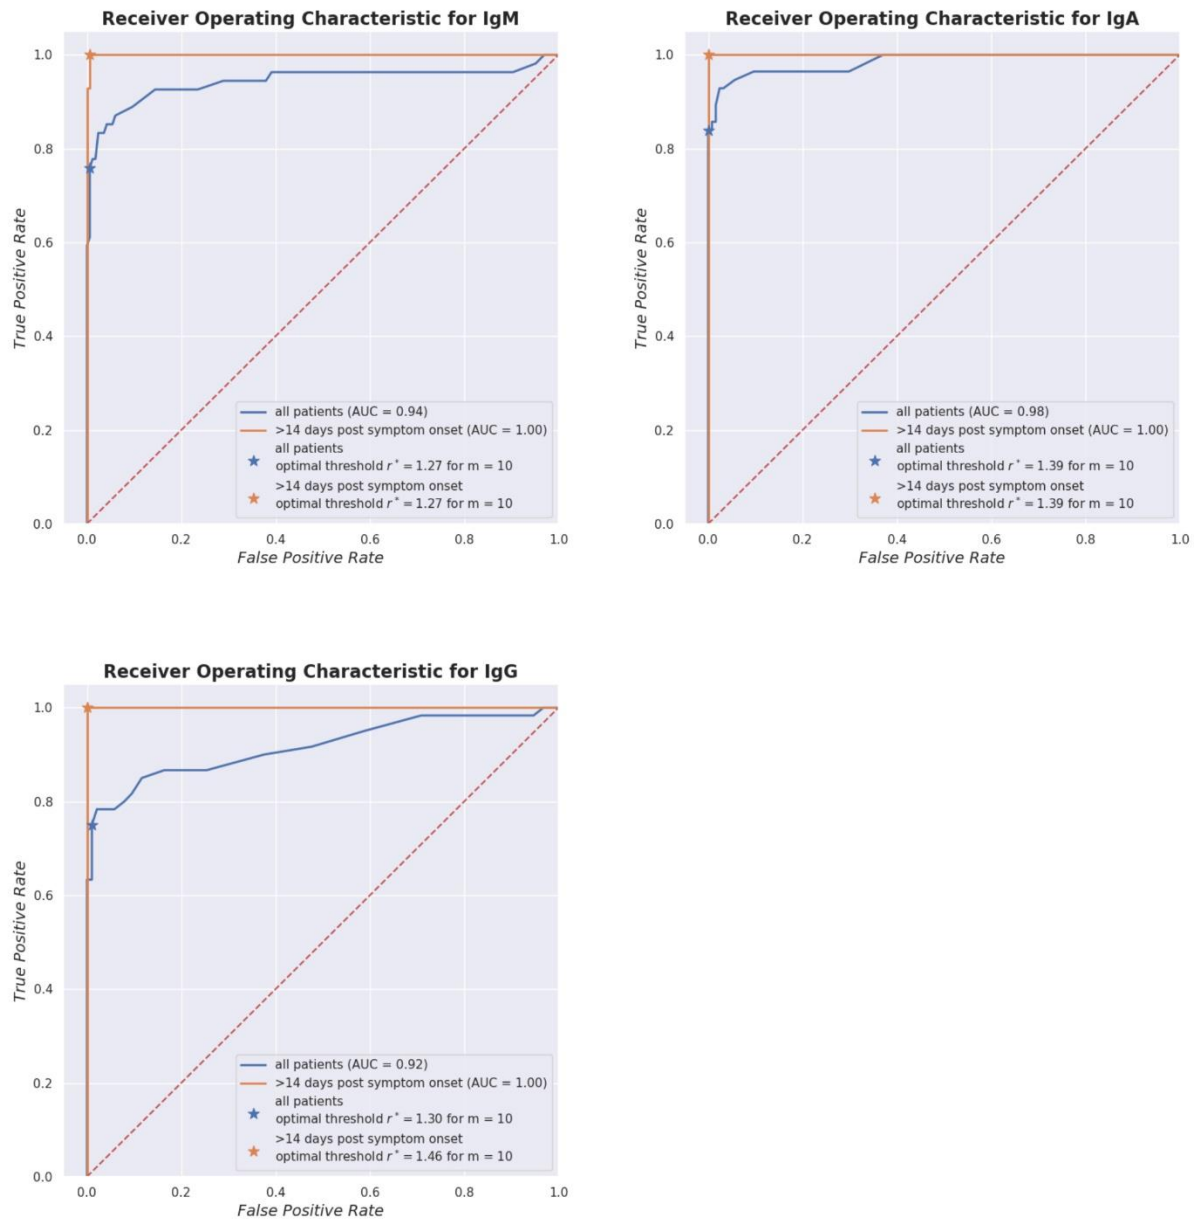 Receiver Operating Characteristic for IgM
1.0
0.8
0.6
0.4
0.2
0.0
True Positive Rate
0.0 0.2 0.4 0.6 0.8 1.0
False Positive Rate
all patients (AUC = 0.94)
>14 days post symptom onset (AUC = 1.00)
all patients
optimal threshold r* = 1.27 for m = 10
>14 days post symptom onset
optimal threshold r* = 1.27 for m = 10
Receiver Operating Characteristic for IgA
1.0
0.8
0.6
0.4
0.2
0.0
True Positive Rate
0.0 0.2 0.4 0.6 0.8 1.0
False Positive Rate
all patients (AUC = 0.98)
>14 days post symptom onset (AUC = 1.00)
all patients
optimal threshold r* = 1.39 for m = 10
>14 days post symptom onset
optimal threshold r* = 1.39 for m = 10
Receiver Operating Characteristic for IgG
1.0
0.8
0.6
0.4
0.2
0.0
True Positive Rate
0.0 0.2 0.4 0.6 0.8 1.0
False Positive Rate
all patients (AUC = 0.92)
>14 days post symptom onset (AUC = 1.00)
all patients
optimal threshold r* = 1.30 for m = 10
>14 days post symptom onset
optimal threshold r* = 1.46 for m = 10